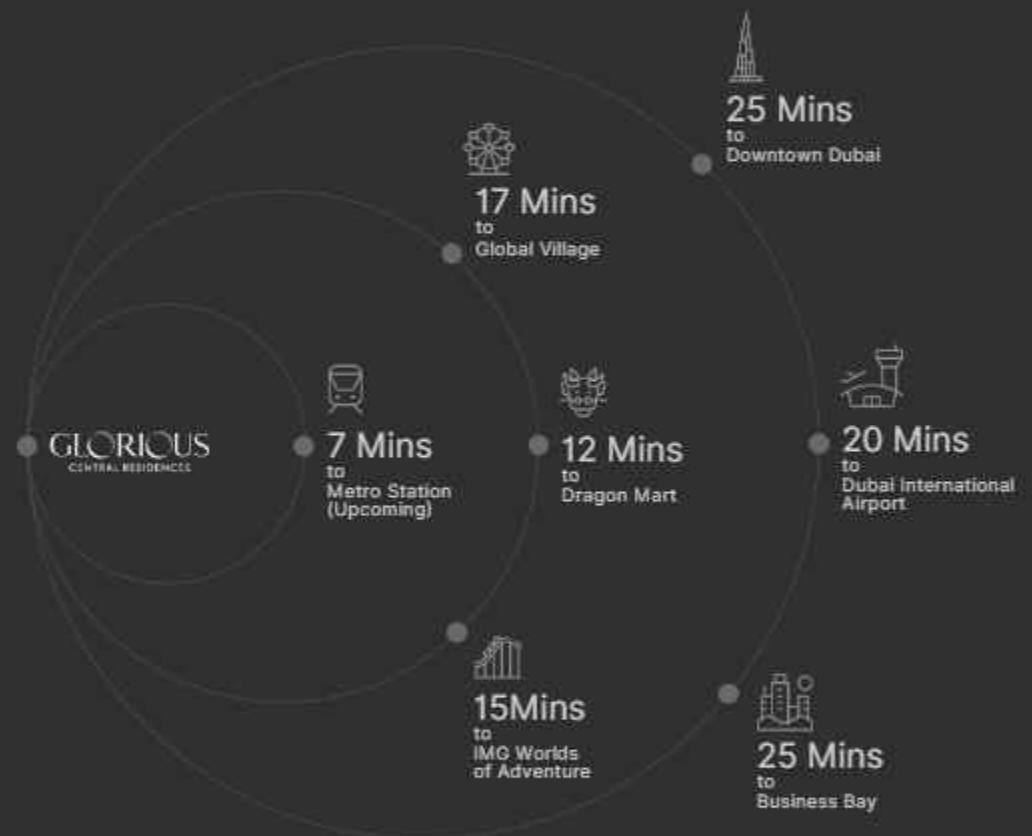 GLORIOUS
CENTRAL RESIDENCES
7 Mins
to
Metro Station
(Upcoming)
17 Mins
to
Global Village
12 Mins
to
Dragon Mart
15Mins
to
IMG Worlds
of Adventure
25 Mins
to
Downtown Dubai
20 Mins
to
Dubai International
Airport
25 Mins
to
Business Bay